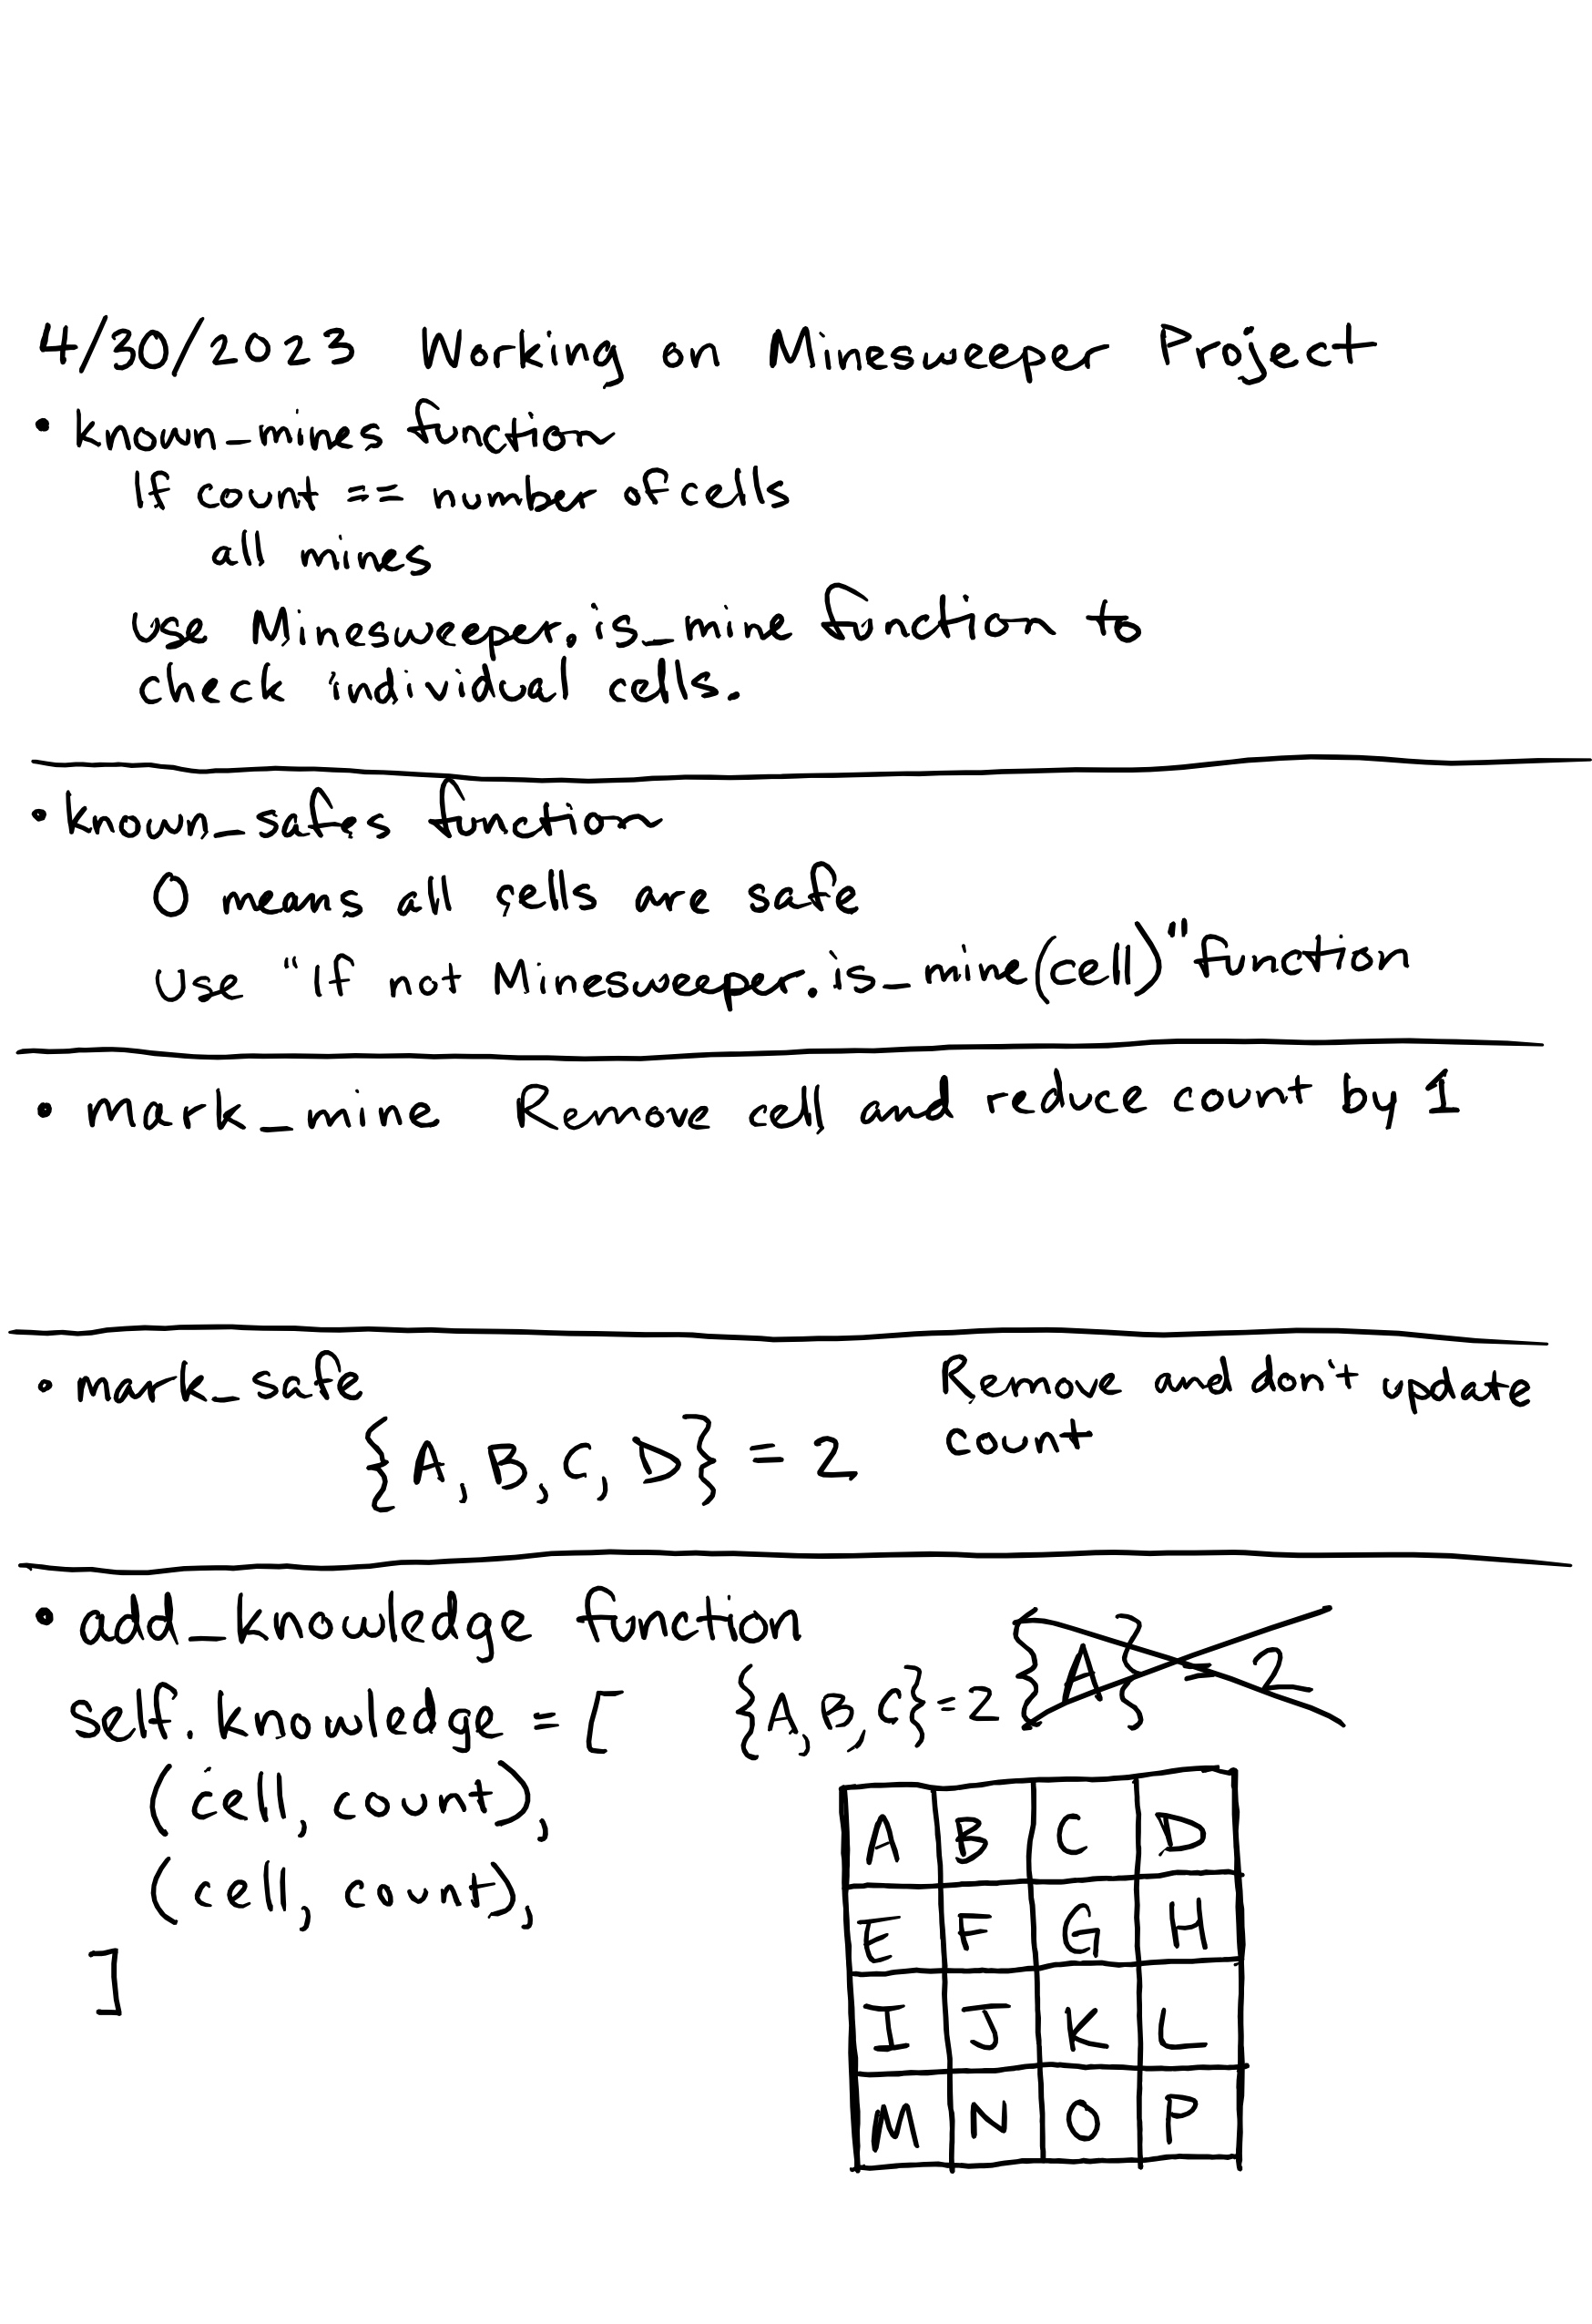 4/30/2023 Working on Minesweeper Project
• known_mines function
If count == number of cells
all mines
use Minesweeper.is_mine function to
check individual cells.
• known_safes function
0 means all cells are safe
Use "If not Minesweeper.is_mine(cell)" function
• mark_mine Remove cell and reduce count by 1
• mark_safe
Remove and don't update
count
{A, B, C, D} = 2
• add_knowledge function
self.knowledge = [
(cell, count),
(cell, count),
]
{A, B, C} = 2 {A} = 2
A B C D
E F G H
I J K L
M N O P